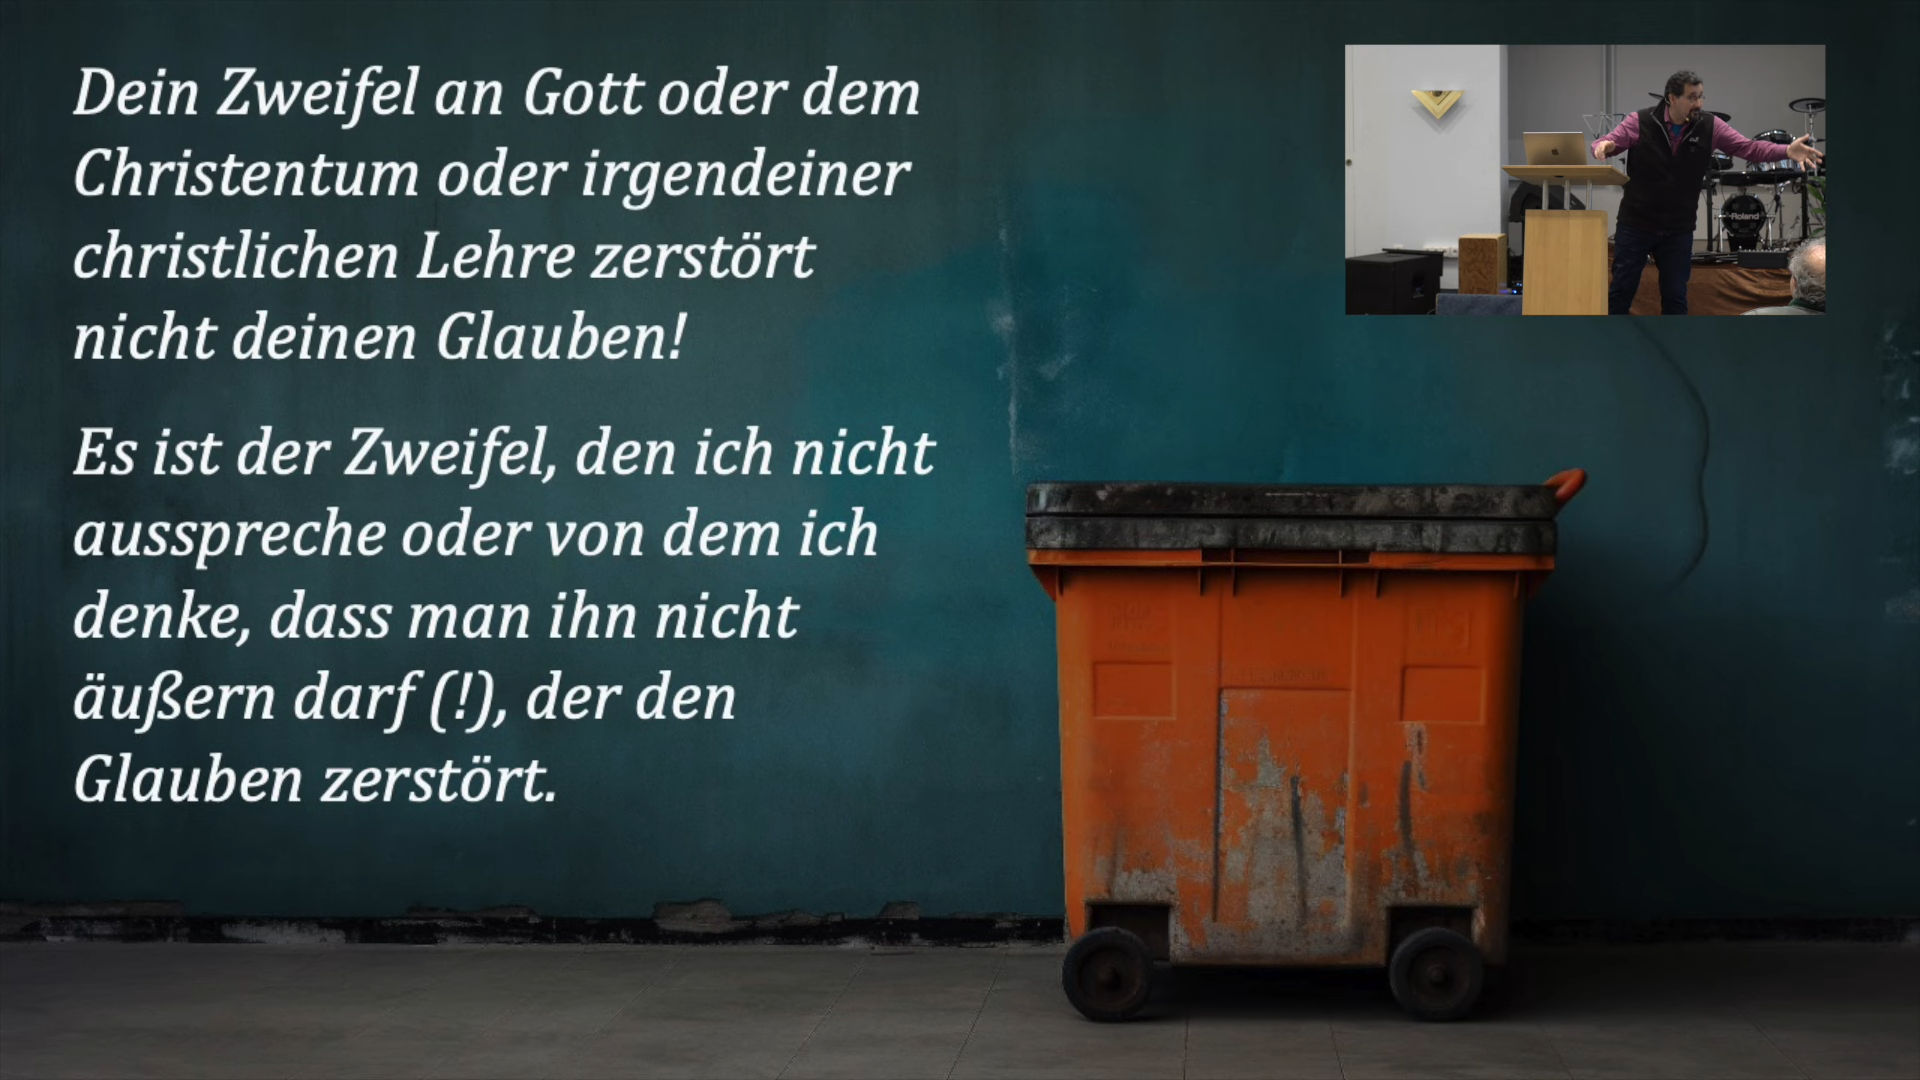 Dein Zweifel an Gott oder dem
Christentum oder irgendeiner
christlichen Lehre zerstört
nicht deinen Glauben!
Es ist der Zweifel, den ich nicht
ausspreche oder von dem ich
denke, dass man ihn nicht
äußern darf (!), der den
Glauben zerstört.
Roland